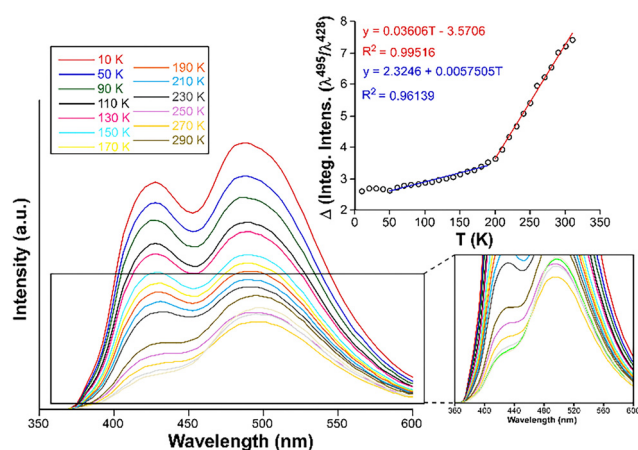 10 K
50 K
90 K
110 K
130 K
150 K
170 K
190 K
210 K
230 K
250 K
270 K
290 K
Intensity (a.u.)
350 400 450 500 550 600
Wavelength (nm)
Δ (Integ. Intens. (λ⁴⁹⁵/λ⁴²⁸)
8
7
6
5
4
3
2
y = 0.03606T - 3.5706
R² = 0.99516
y = 2.3246 + 0.0057505T
R² = 0.96139
0 50 100 150 200 250 300 350
T (K)
360 400 440 480 520 560 600
Wavelength (nm)